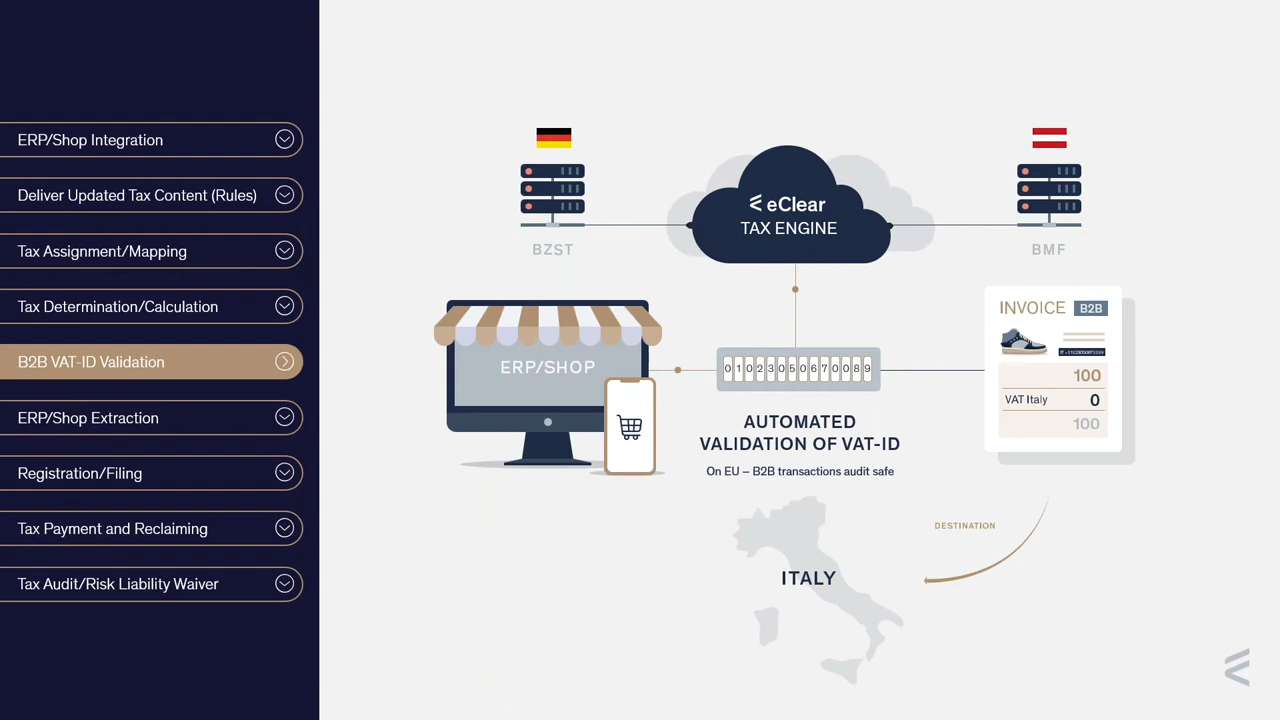 ERP/Shop Integration
Deliver Updated Tax Content (Rules)
Tax Assignment/Mapping
Tax Determination/Calculation
B2B VAT-ID Validation
ERP/Shop Extraction
Registration/Filing
Tax Payment and Reclaiming
Tax Audit/Risk Liability Waiver
eClear
TAX ENGINE
BZST
BMF
ERP/SHOP
01023050670089
AUTOMATED
VALIDATION OF VAT-ID
On EU – B2B transactions audit safe
INVOICE B2B
100
VAT Italy 0
100
DESTINATION
ITALY